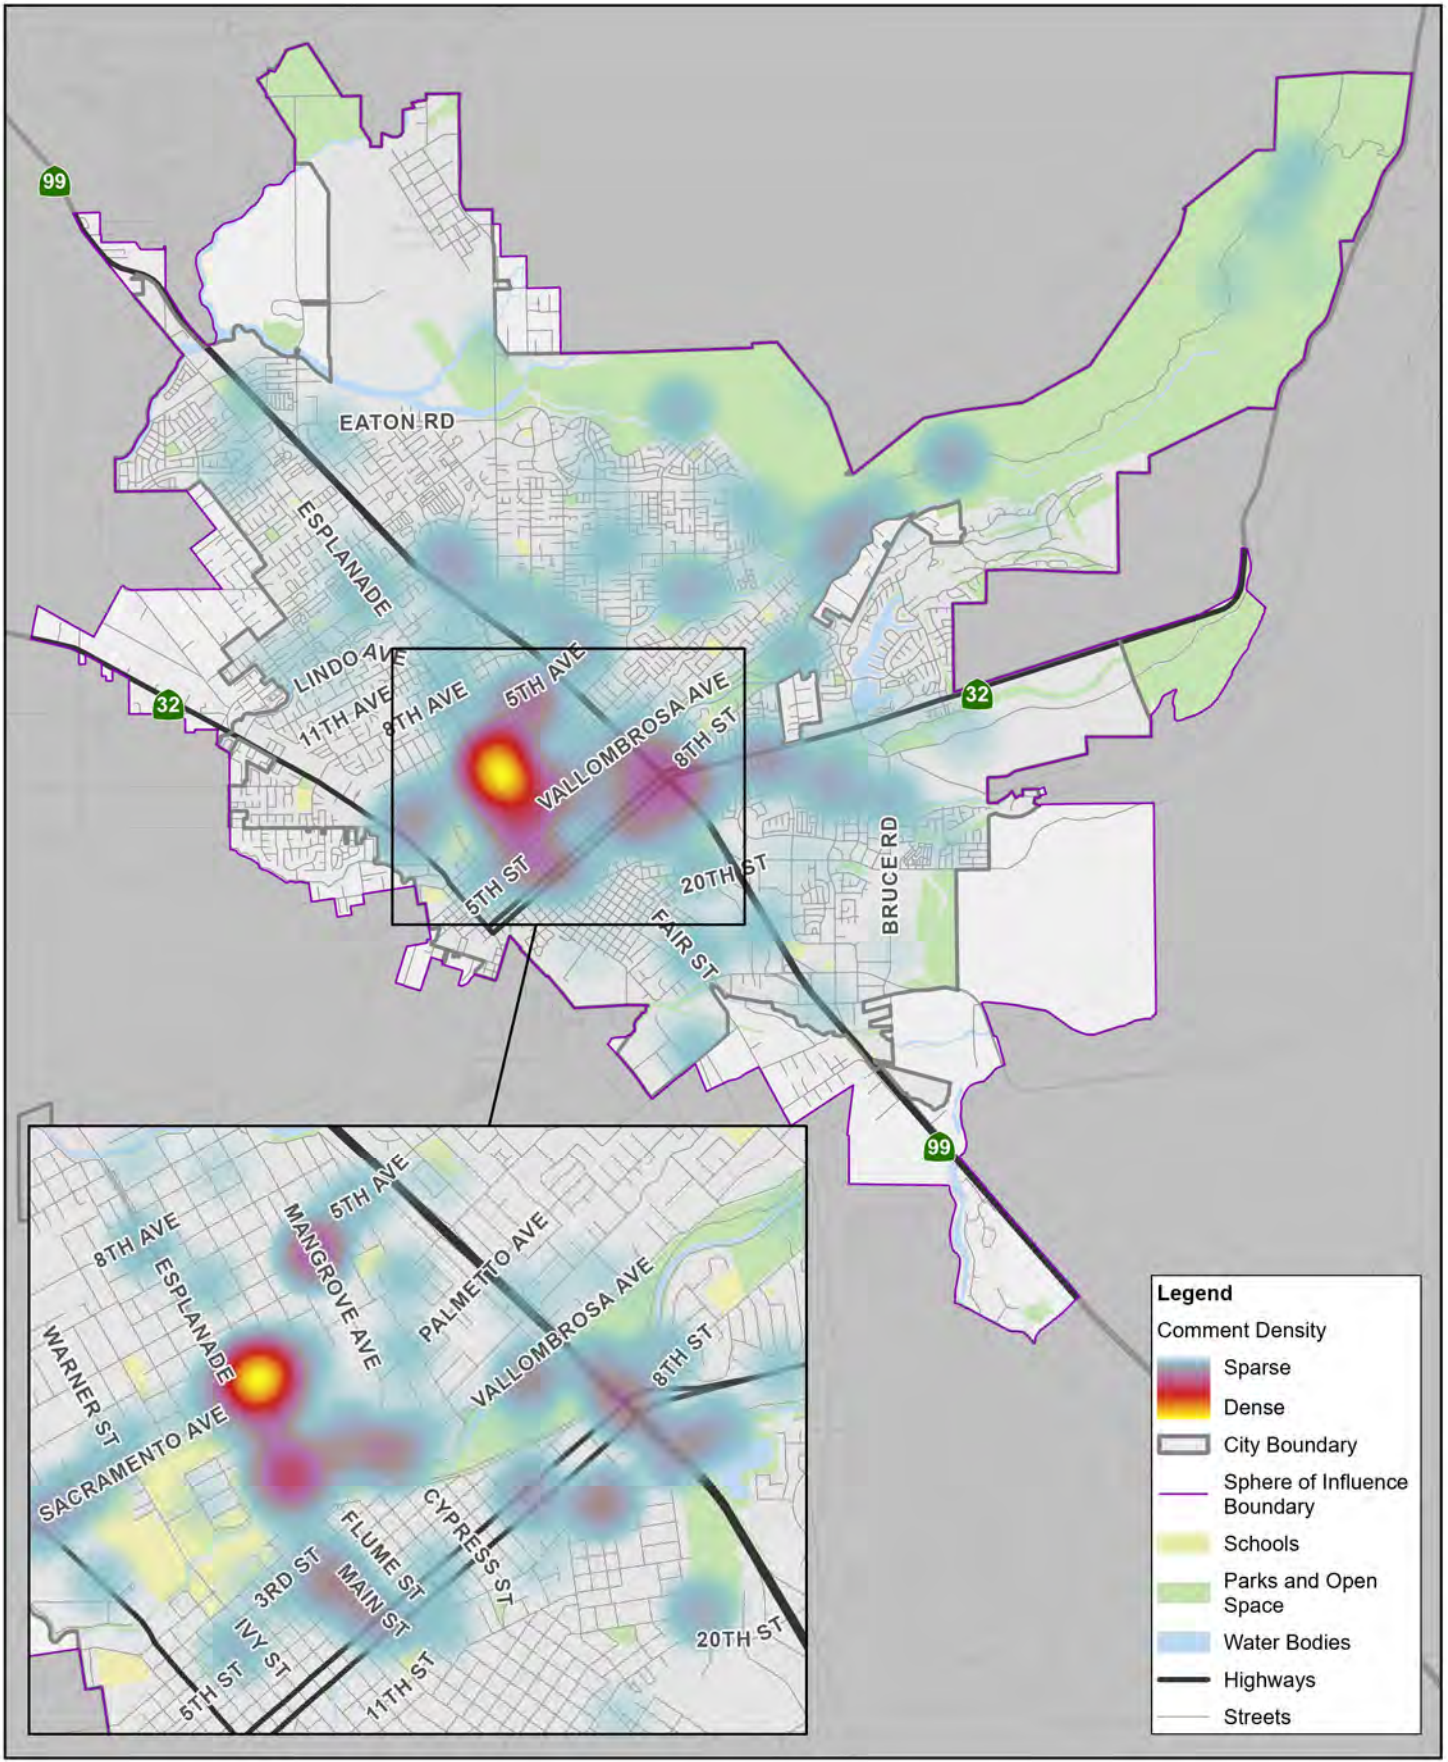 99
EATON RD
ESPLANADE
LINDO AVE
11TH AVE
8TH AVE
5TH AVE
32
32
VALLOMBROSA AVE
8TH ST
5TH ST
20TH ST
FAIR ST
BRUCE RD
99
5TH AVE
8TH AVE
MANGROVE AVE
ESPLANADE
PALMETTO AVE
VALLOMBROSA AVE
8TH ST
WARNER ST
SACRAMENTO AVE
CYPRESS ST
FLUME ST
3RD ST
MAIN ST
IVY ST
5TH ST
11TH ST
20TH ST
Legend
Comment Density
Sparse
Dense
City Boundary
Sphere of Influence
Boundary
Schools
Parks and Open
Space
Water Bodies
Highways
Streets